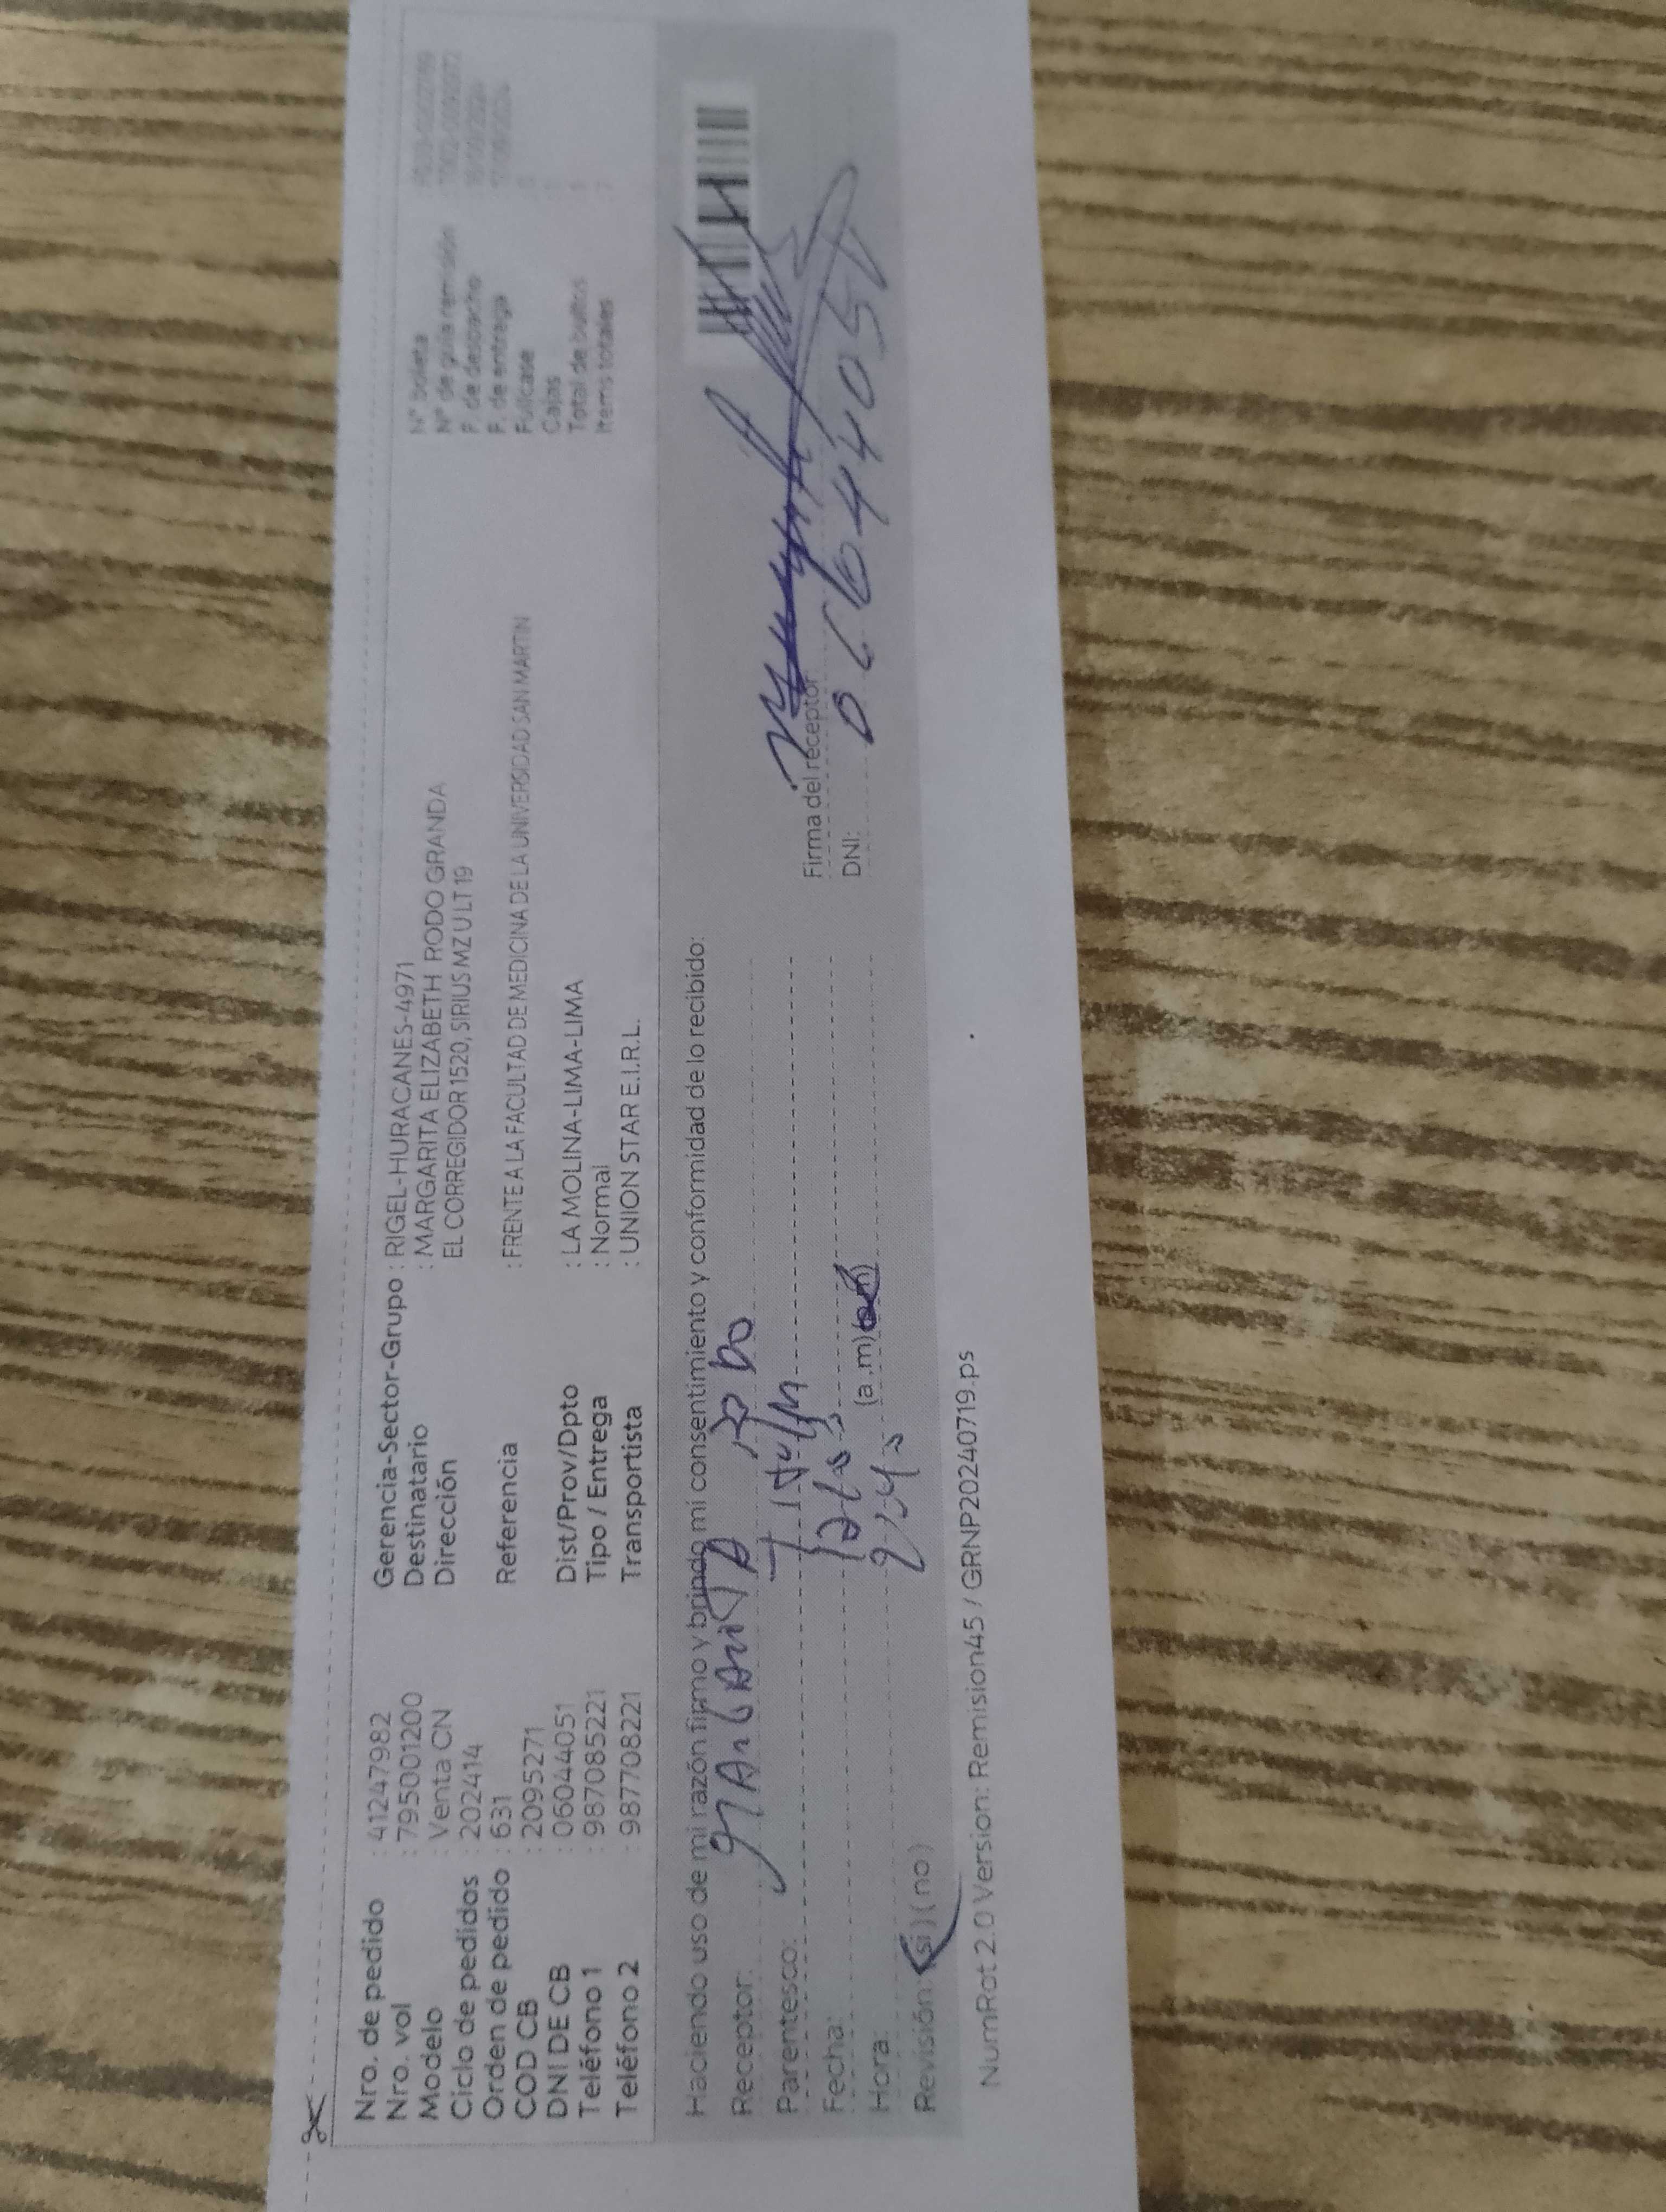 Nro. de pedido : 41247982
Nro. vol : 795001200
Modelo : Venta CN
Ciclo de pedidos : 202414
Orden de pedido : 631
COD CB : 2095271
DNI DE CB : 06044051
Teléfono 1 : 987085221
Teléfono 2 : 987708221
Gerencia-Sector-Grupo : RIGEL-HURACANES-4971
Destinatario : MARGARITA ELIZABETH RODO GRANDA
Dirección EL CORREGIDOR 1520, SIRIUS MZ U LT 19
Referencia : FRENTE A LA FACULTAD DE MEDICINA DE LA UNIVERSIDAD SAN MARTIN
Dist/Prov/Dpto : LA MOLINA-LIMA-LIMA
Tipo / Entrega : Normal
Transportista : UNION STAR E.I.R.L.
N° boleta
N° de guía remisión
F. de despacho
F. de entrega
Fullcase
Cajas
Total de bultos
Items totales
Haciendo uso de mi razón firmo y brindo mi consentimiento y conformidad de lo recibido:
Receptor: MARGARITA RODO
Parentesco:
Fecha:
Hora: (a.m)
Revisión: (si) (no)
Firma del receptor
DNI:
NumRot 2.0 Version: Remision45 / GRNP20240719.ps